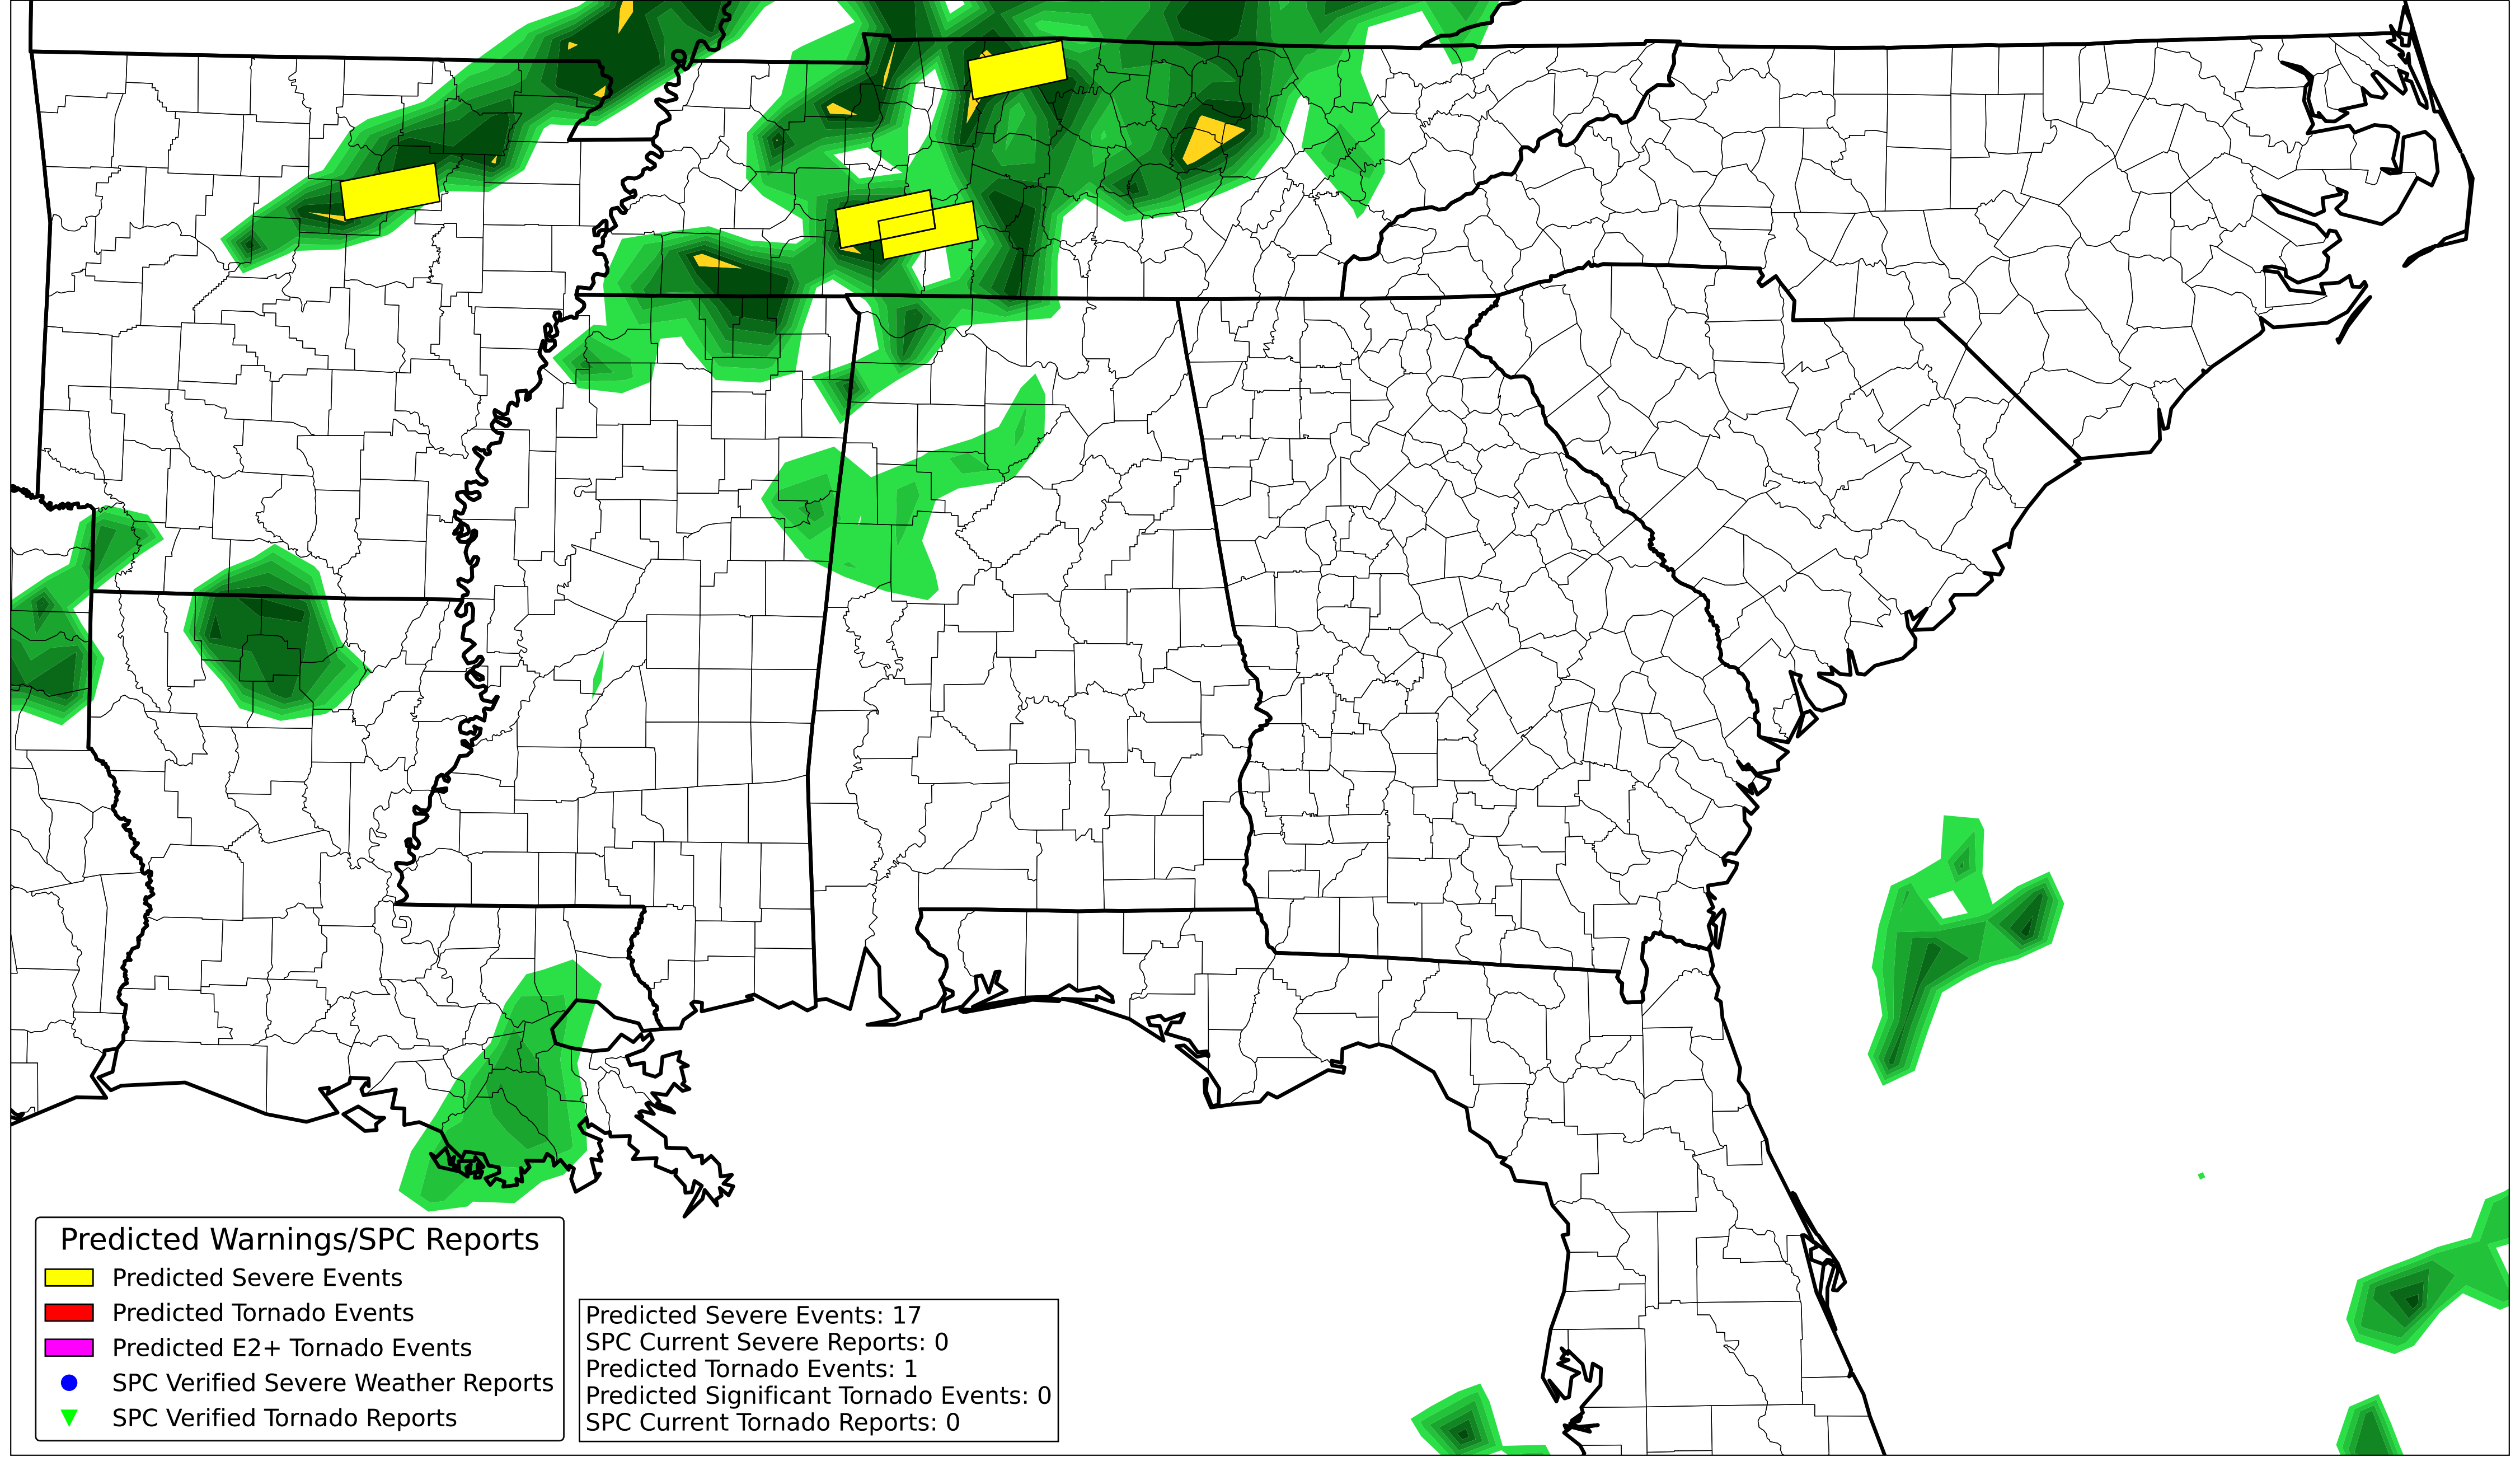 Predicted Warnings/SPC Reports
Predicted Severe Events
Predicted Tornado Events
Predicted E2+ Tornado Events
SPC Verified Severe Weather Reports
SPC Verified Tornado Reports
Predicted Severe Events: 17
SPC Current Severe Reports: 0
Predicted Tornado Events: 1
Predicted Significant Tornado Events: 0
SPC Current Tornado Reports: 0